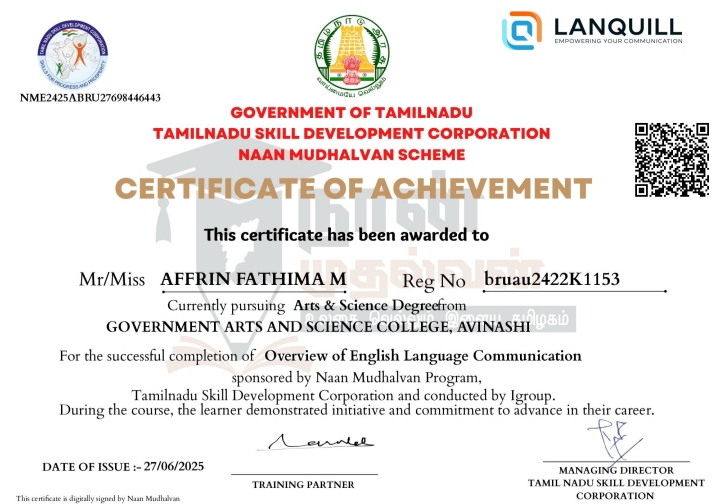 TAMIL NADU SKILL DEVELOPMENT CORPORATION
SKILLS FOR PROGRESS AND PROSPERITY
NME2425ABRU27698446443
தமிழ்நாடு அரசு
வாய்மையே வெல்லும்
LANQUILL
EMPOWERING YOUR COMMUNICATION
GOVERNMENT OF TAMILNADU
TAMILNADU SKILL DEVELOPMENT CORPORATION
NAAN MUDHALVAN SCHEME
CERTIFICATE OF ACHIEVEMENT
நான்
முதல்வன்
This certificate has been awarded to
Mr/Miss AFFRIN FATHIMA M Reg No bruau2422K1153
Currently pursuing Arts & Science Degree from
உலகை வெல்லும் இளைய தமிழகம்
GOVERNMENT ARTS AND SCIENCE COLLEGE, AVINASHI
For the successful completion of Overview of English Language Communication
sponsored by Naan Mudhalvan Program,
Tamilnadu Skill Development Corporation and conducted by Igroup.
During the course, the learner demonstrated initiative and commitment to advance in their career.
DATE OF ISSUE :- 27/06/2025
TRAINING PARTNER
MANAGING DIRECTOR
TAMIL NADU SKILL DEVELOPMENT
CORPORATION
This certificate is digitally signed by Naan Mudhalvan